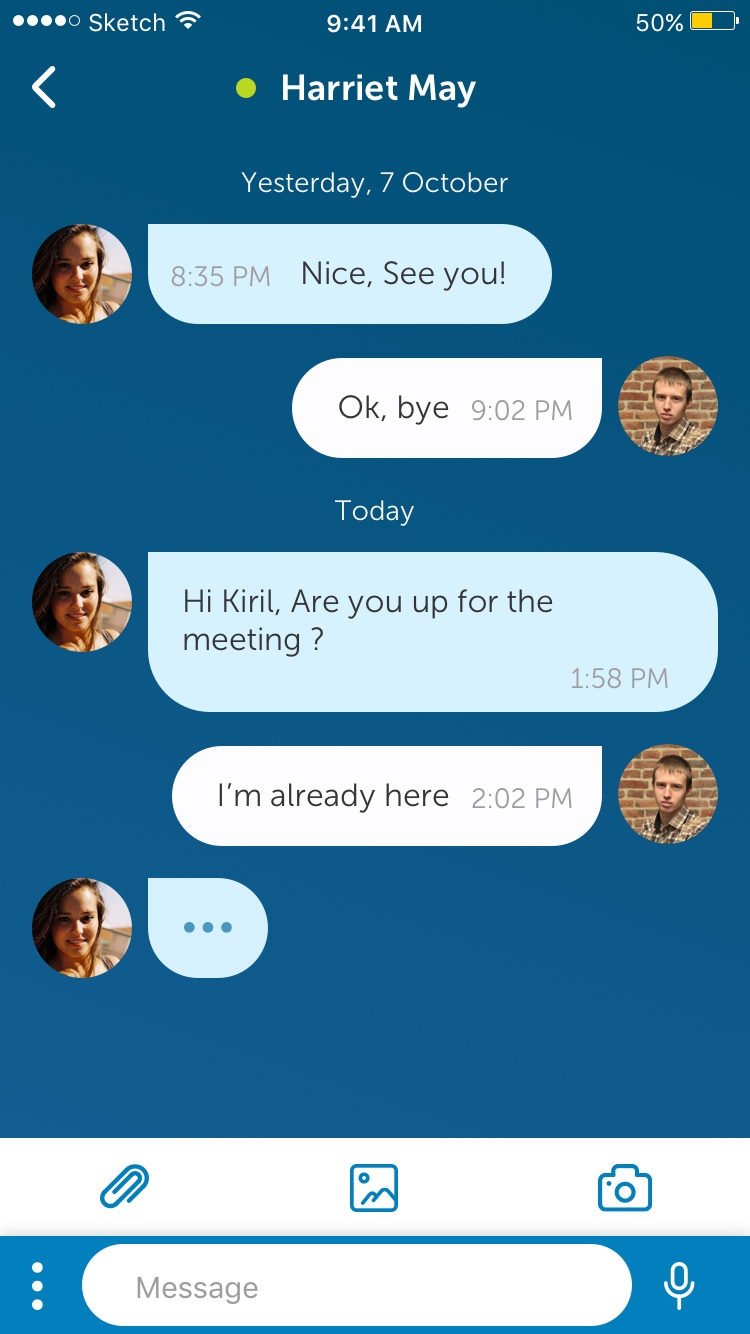 Sketch 9:41 AM 50%
Harriet May
Yesterday, 7 October
8:35 PM Nice, See you!
Ok, bye 9:02 PM
Today
Hi Kiril, Are you up for the
meeting ?
1:58 PM
I’m already here 2:02 PM
Message